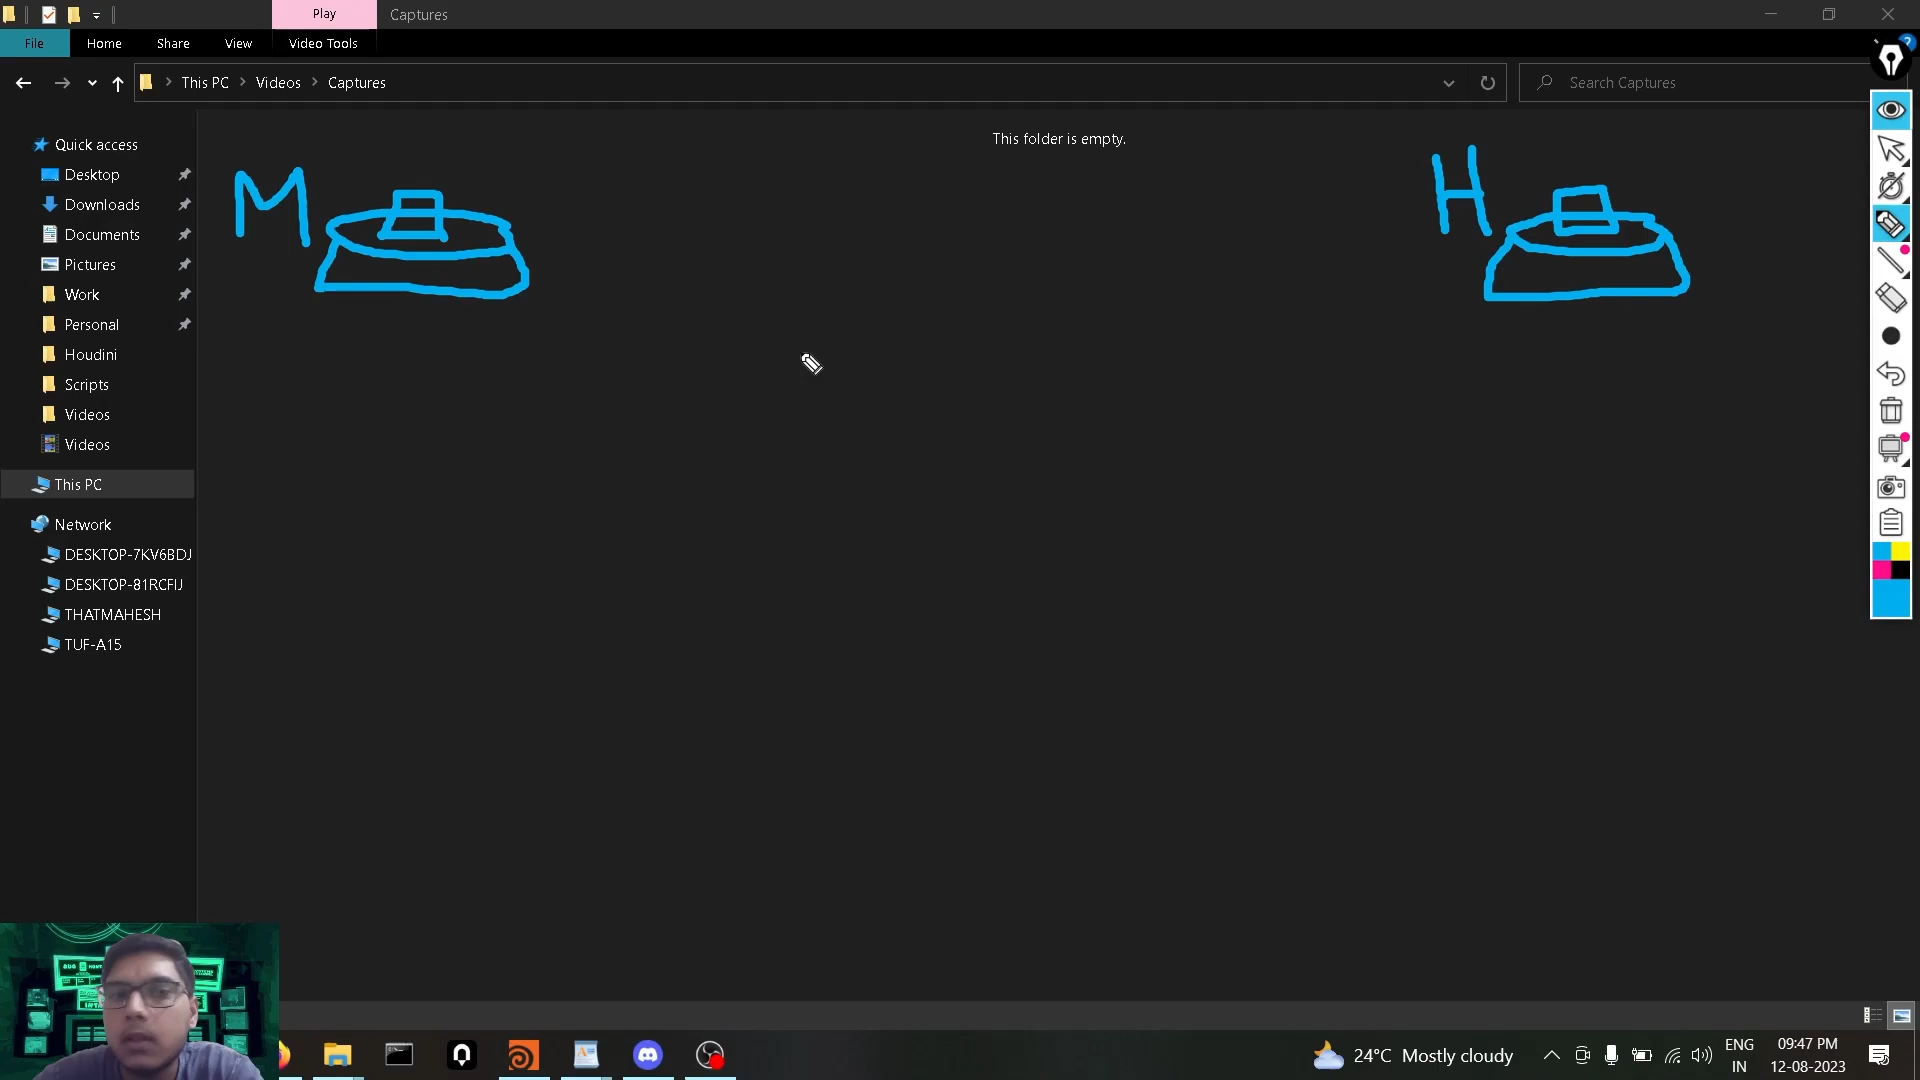 Play
Captures
File Home Share View Video Tools
This PC Videos Captures
Search Captures
?
This folder is empty.
M
H
Quick access
Desktop
Downloads
Documents
Pictures
Work
Personal
Houdini
Scripts
Videos
Videos
This PC
Network
DESKTOP-7KV6BDJ
DESKTOP-81RCFIJ
THATMAHESH
TUF-A15
24°C Mostly cloudy
ENG
IN
09:47 PM
12-08-2023